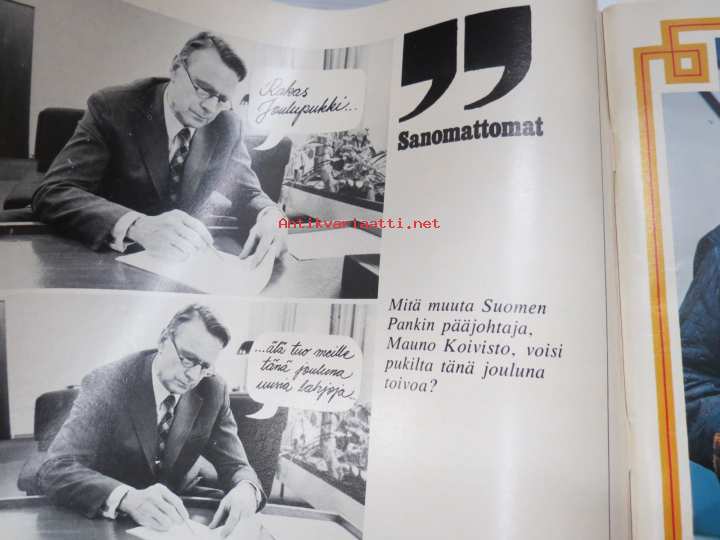 Rakas
Joulupukki...
Sanomattomat
Antikvariaatti.net
Mitä muuta Suomen
Pankin pääjohtaja,
Mauno Koivisto, voisi
pukilta tänä jouluna
toivoa?
...älä tuo meille
tänä jouluna
uusia lahjoja